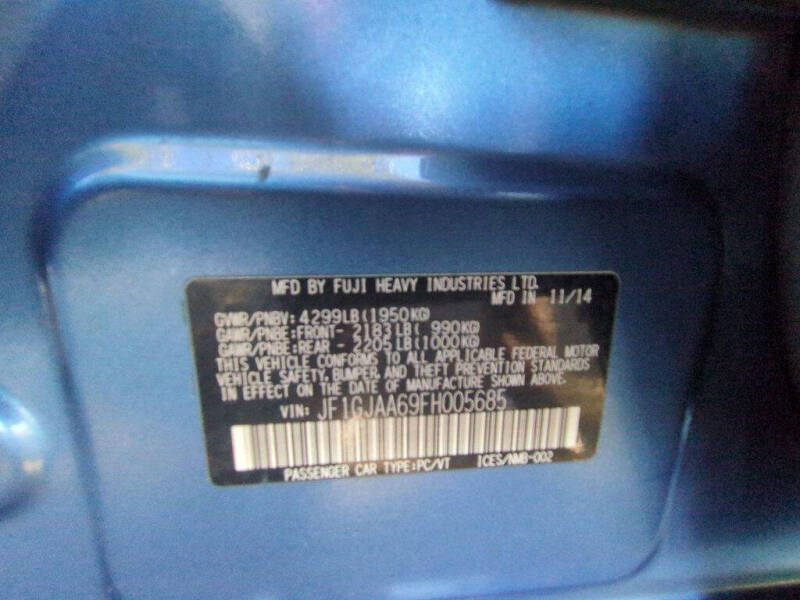 MFD BY FUJI HEAVY INDUSTRIES LTD.
MFD IN 11/14
GVWR/PNBV: 4299LB(1950KG)
GAWR/PNBE:FRONT- 2183LB( 990KG)
GAWR/PNBE:REAR - 2205LB(1000KG)
THIS VEHICLE CONFORMS TO ALL APPLICABLE FEDERAL MOTOR
VEHICLE SAFETY, BUMPER, AND THEFT PREVENTION STANDARDS
IN EFFECT ON THE DATE OF MANUFACTURE SHOWN ABOVE.
VIN: JF1GJAA69FH005685
PASSENGER CAR TYPE:PC/VT ICES/NMB-002